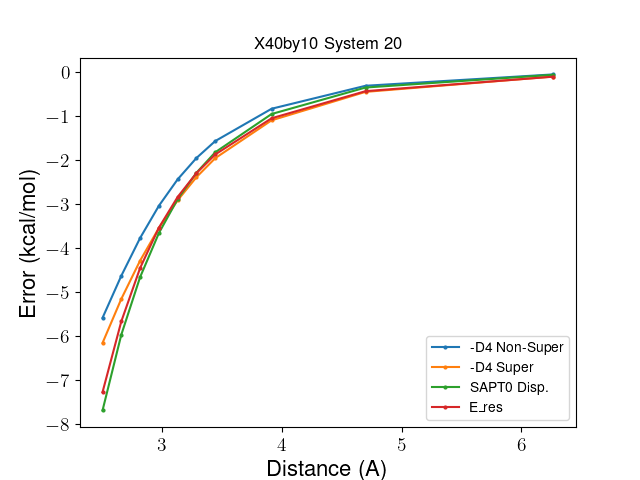 X40by10 System 20
Error (kcal/mol)
0
−1
−2
−3
−4
−5
−6
−7
−8
3
4
5
6
Distance (A)
-D4 Non-Super
-D4 Super
SAPT0 Disp.
E_res